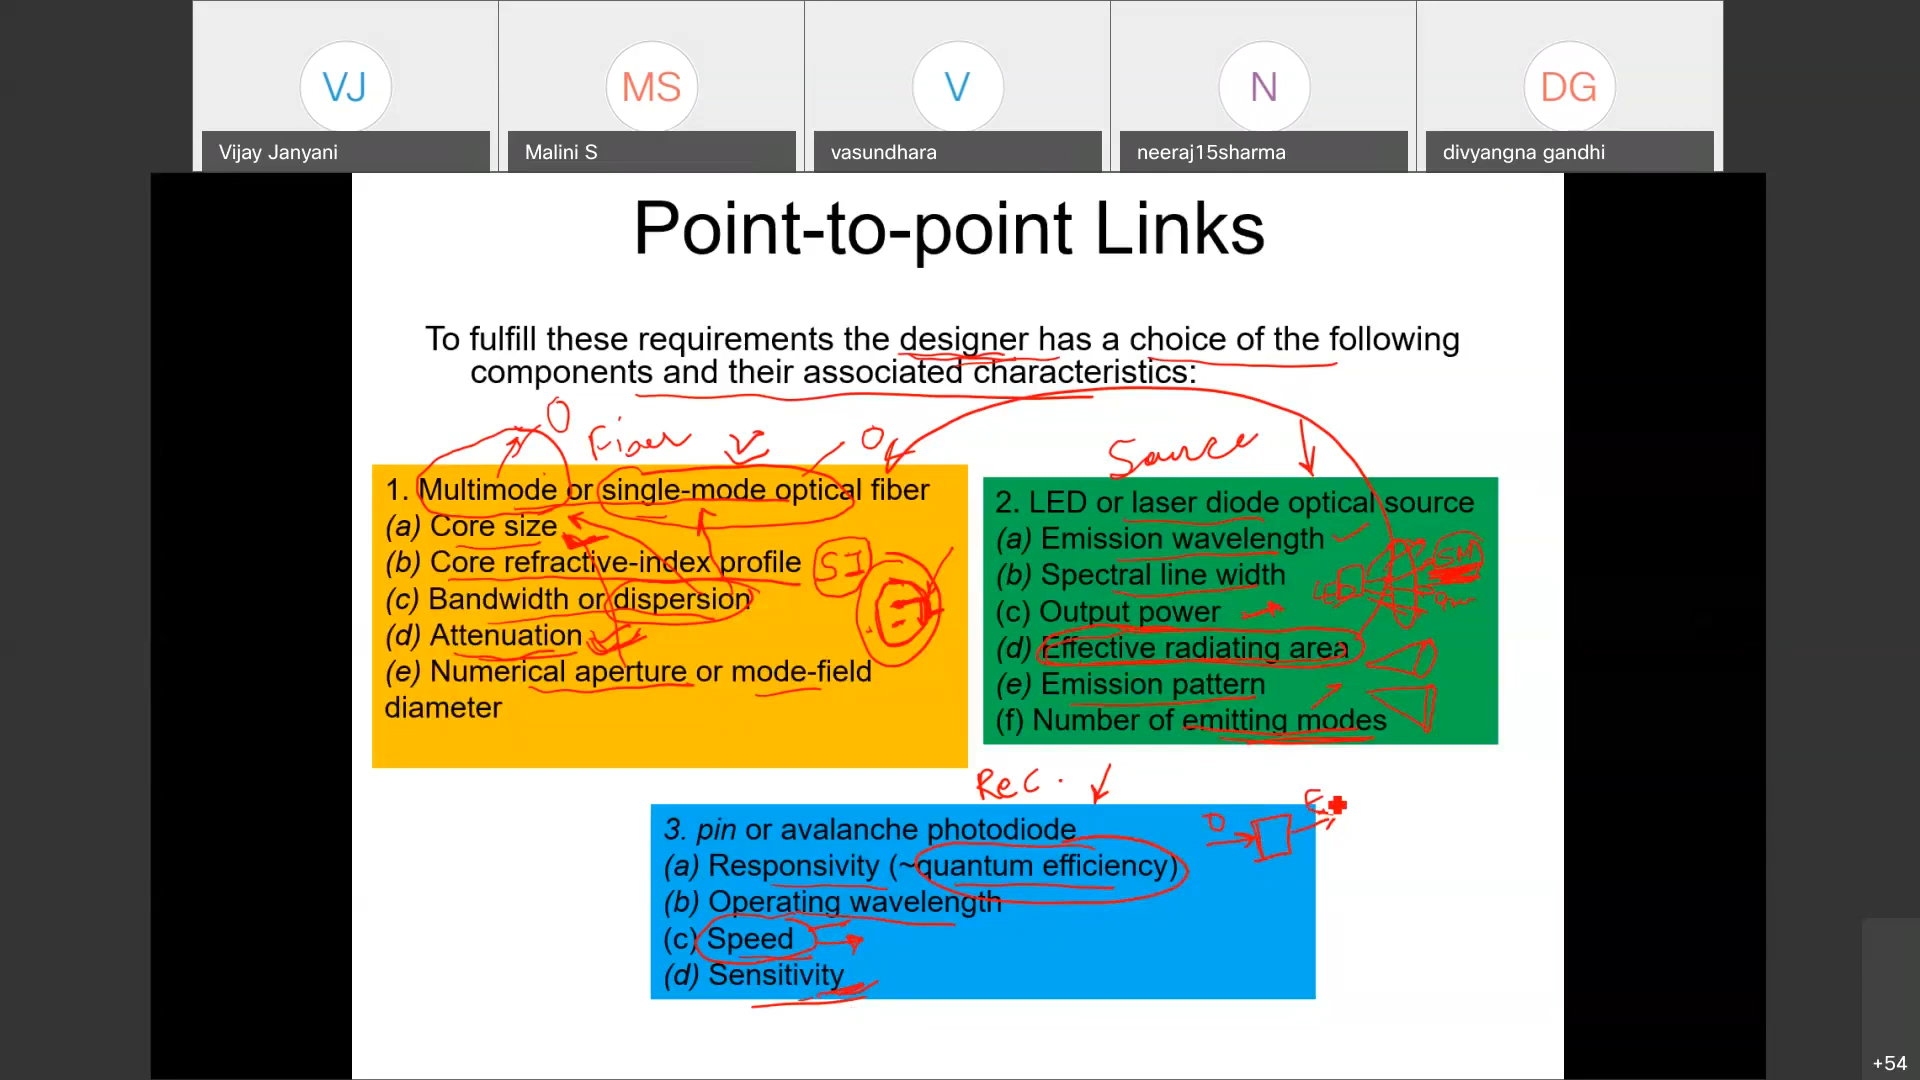 VJ MS V N DG
Vijay Janyani Malini S vasundhara neeraj15sharma divyangna gandhi
Point-to-point Links
To fulfill these requirements the designer has a choice of the following
components and their associated characteristics:
Fiber
Source
1. Multimode or single-mode optical fiber
(a) Core size
(b) Core refractive-index profile
SI
(c) Bandwidth or dispersion
(d) Attenuation
(e) Numerical aperture or mode-field
diameter
2. LED or laser diode optical source
(a) Emission wavelength
(b) Spectral line width
(c) Output power
LED
SM
(d) Effective radiating area
(e) Emission pattern
(f) Number of emitting modes
Rec.
3. pin or avalanche photodiode
O
E
(a) Responsivity (~quantum efficiency)
(b) Operating wavelength
(c) Speed
(d) Sensitivity
+54